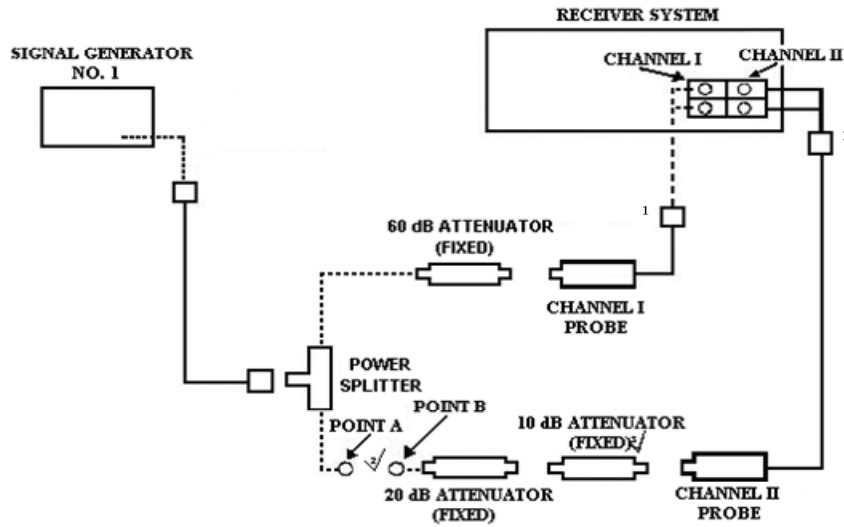 RECEIVER SYSTEM
SIGNAL GENERATOR
NO. 1
CHANNEL I
CHANNEL II
1
60 dB ATTENUATOR
(FIXED)
CHANNEL I
PROBE
POWER
SPLITTER
POINT A
POINT B
2
10 dB ATTENUATOR
(FIXED)
20 dB ATTENUATOR
(FIXED)
CHANNEL II
PROBE